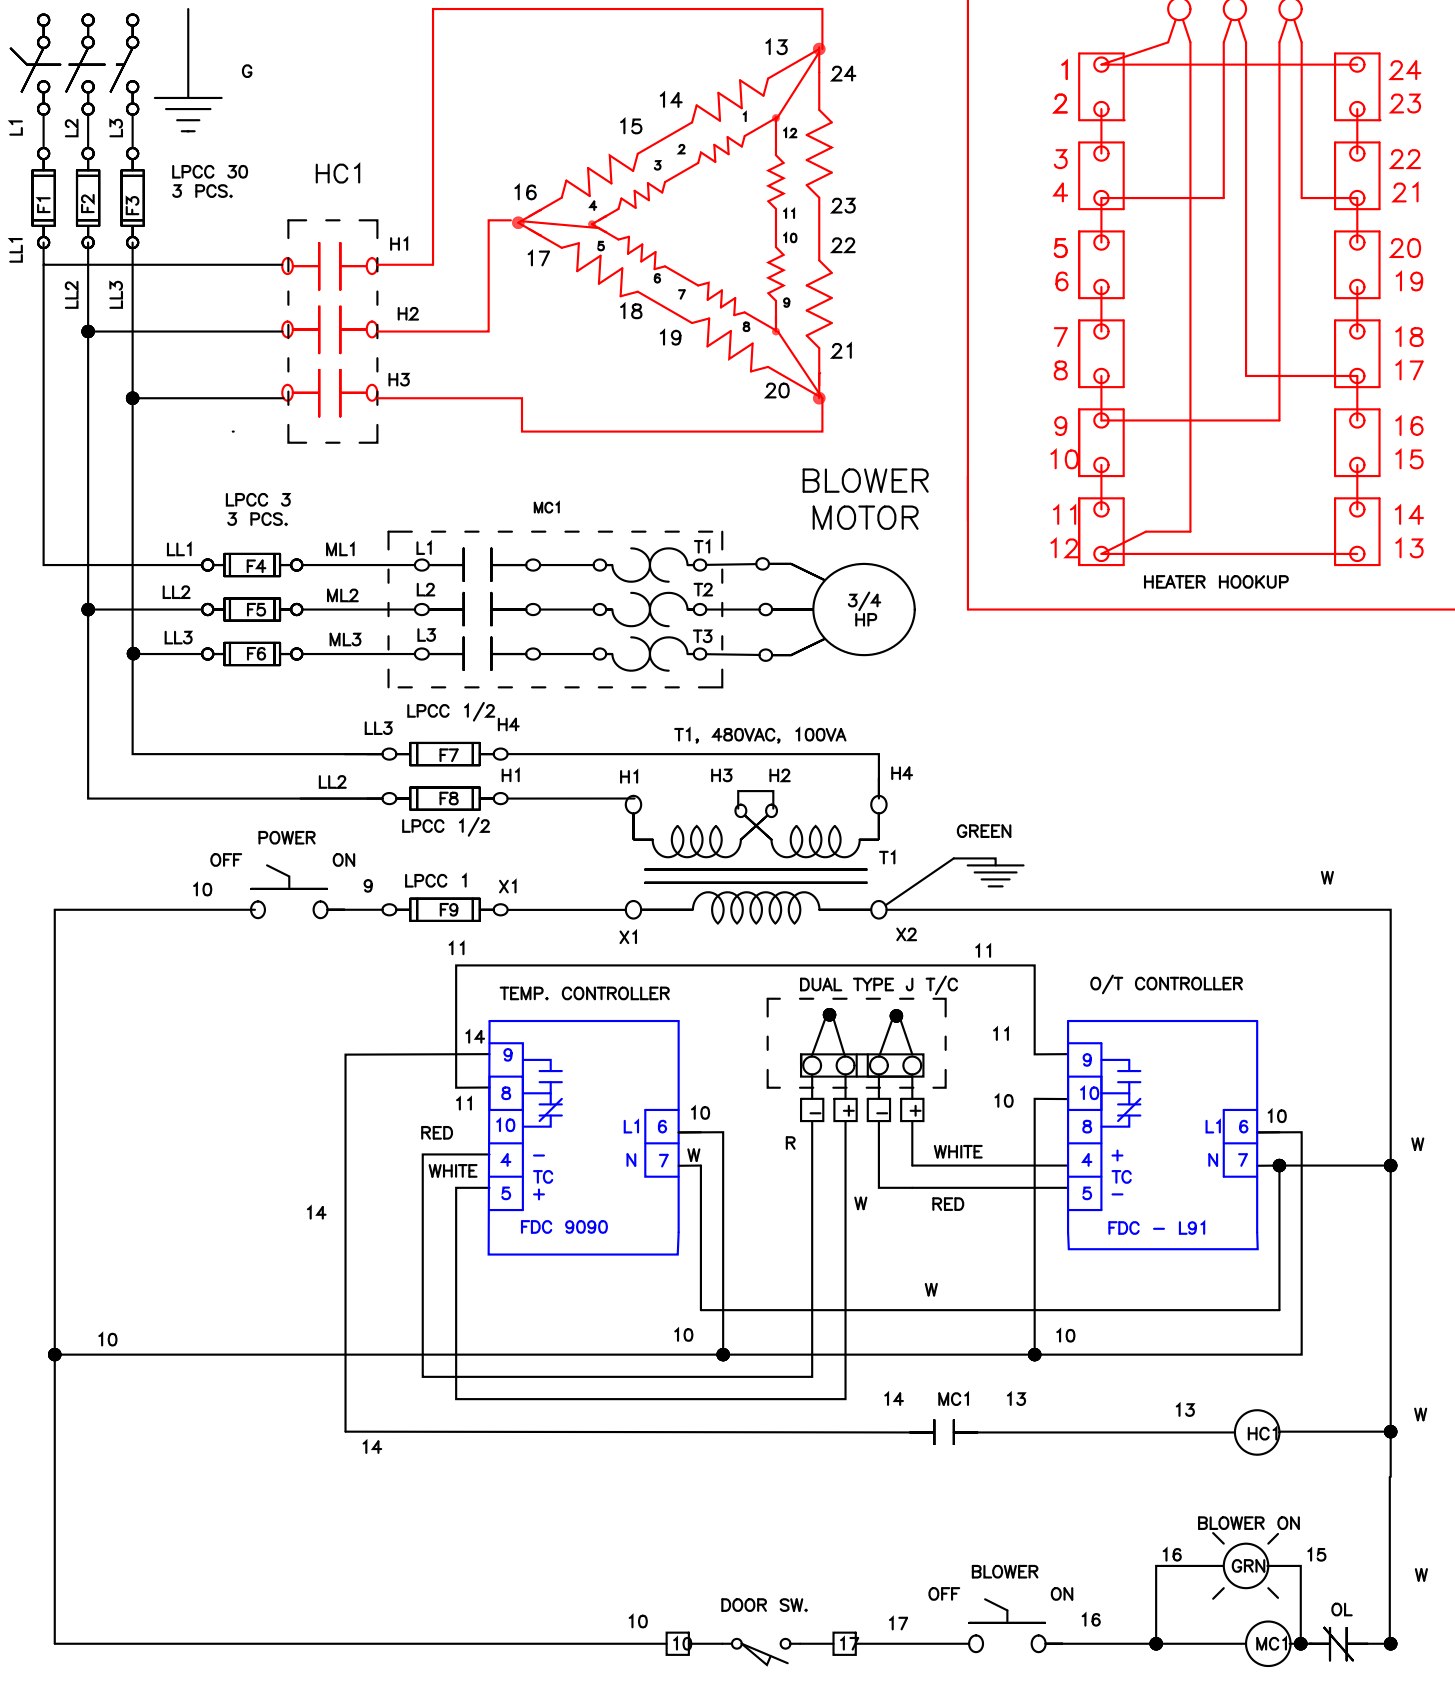 G
L1
L2
L3
F1
F2
F3
LPCC 30
3 PCS.
LL1
LL2
LL3
HC1
H1
H2
H3
13
24
14
15
16
17
18
19
20
21
22
23
1
2
3
4
5
6
7
8
9
10
11
12
1
2
3
4
5
6
7
8
9
10
11
12
24
23
22
21
20
19
18
17
16
15
14
13
HEATER HOOKUP
BLOWER
MOTOR
LPCC 3
3 PCS.
MC1
LL1 F4 ML1 L1 T1
LL2 F5 ML2 L2 T2
LL3 F6 ML3 L3 T3
3/4
HP
LPCC 1/2
LL3 F7 H4
T1, 480VAC, 100VA
LL2 F8 H1
LPCC 1/2
H1 H3 H2 H4
T1
GREEN
POWER
OFF ON
10 9
LPCC 1
F9
X1
X1
X2
W
11
11
TEMP. CONTROLLER
DUAL TYPE J T/C
O/T CONTROLLER
14
11
9
8
10
4 −
TC
5 +
L1 6
N 7
FDC 9090
RED
WHITE
10
W
− + − +
R
W
WHITE
RED
11
10
9
10
8
4 +
TC
5 −
L1 6
N 7
FDC − L91
10
W
14
W
10
10
10
14
14 MC1 13
13
HC1
W
BLOWER ON
16 GRN 15
W
10 10
DOOR SW.
17 17
BLOWER
OFF ON
16
MC1
OL